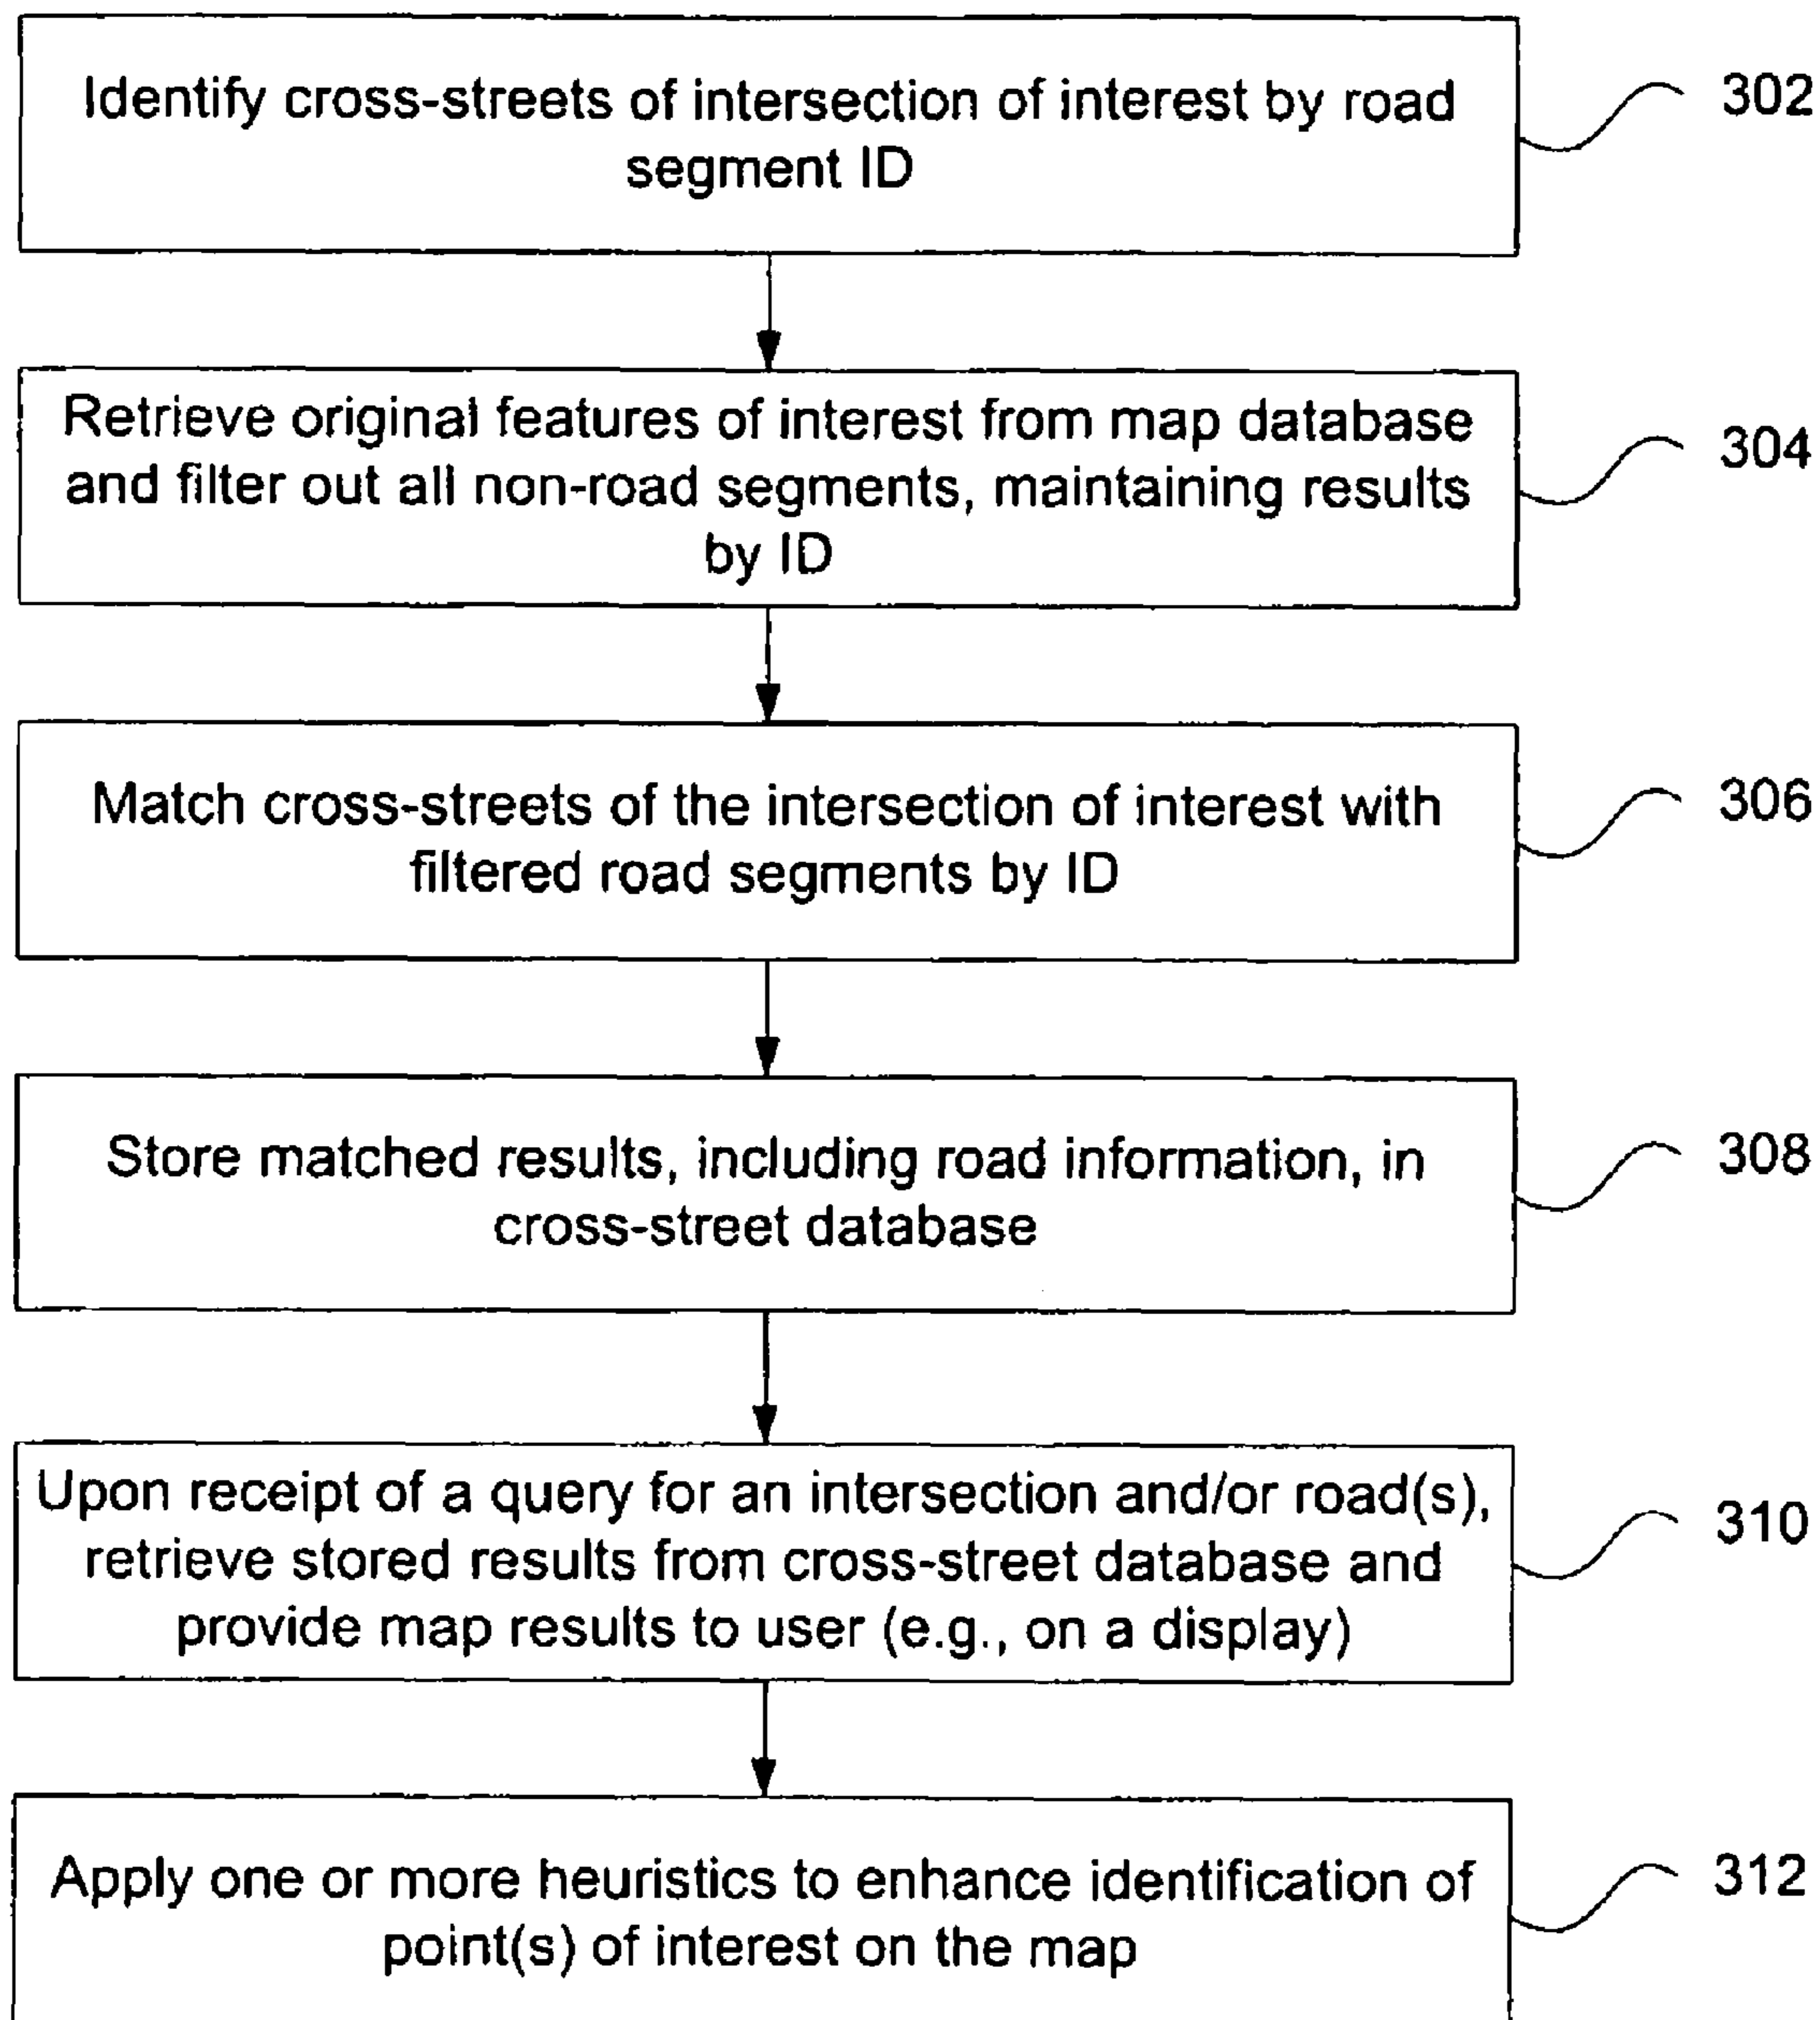 Identify cross-streets of intersection of interest by road
segment ID
302
Retrieve original features of interest from map database
and filter out all non-road segments, maintaining results
by ID
304
Match cross-streets of the intersection of interest with
filtered road segments by ID
306
Store matched results, including road information, in
cross-street database
308
Upon receipt of a query for an intersection and/or road(s),
retrieve stored results from cross-street database and
provide map results to user (e.g., on a display)
310
Apply one or more heuristics to enhance identification of
point(s) of interest on the map
312